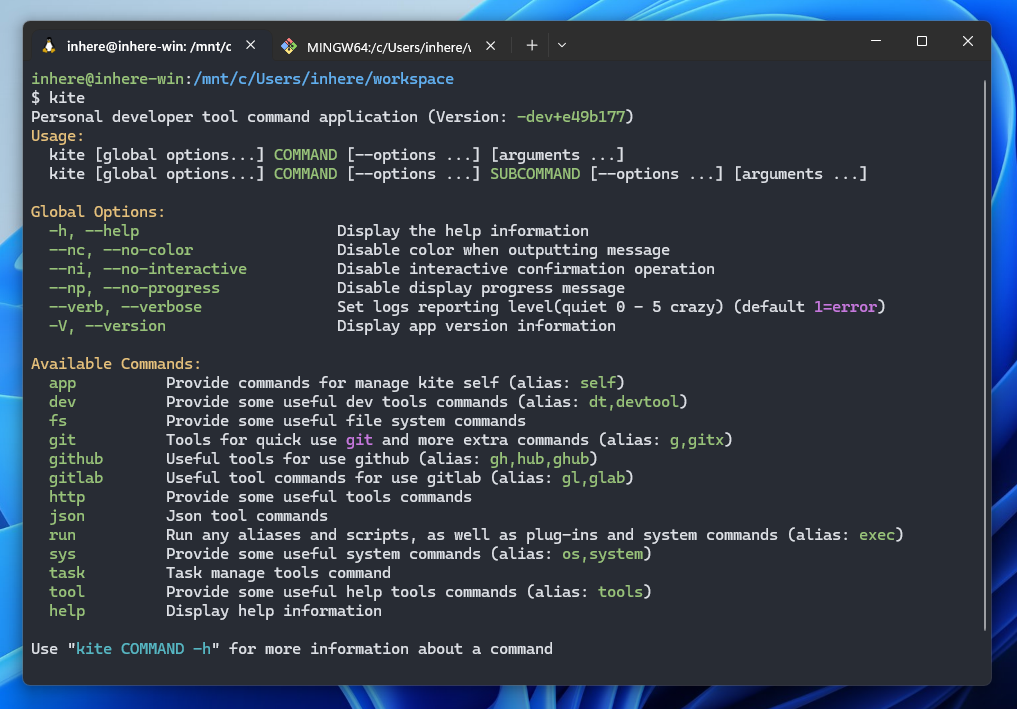 inhere@inhere-win: /mnt/c
MINGW64:/c/Users/inhere/
inhere@inhere-win:/mnt/c/Users/inhere/workspace
$ kite
Personal developer tool command application (Version: -dev+e49b177)
Usage:
kite [global options...] COMMAND [--options ...] [arguments ...]
kite [global options...] COMMAND [--options ...] SUBCOMMAND [--options ...] [arguments ...]
Global Options:
-h, --help Display the help information
--nc, --no-color Disable color when outputting message
--ni, --no-interactive Disable interactive confirmation operation
--np, --no-progress Disable display progress message
--verb, --verbose Set logs reporting level(quiet 0 - 5 crazy) (default 1=error)
-V, --version Display app version information
Available Commands:
app Provide commands for manage kite self (alias: self)
dev Provide some useful dev tools commands (alias: dt,devtool)
fs Provide some useful file system commands
git Tools for quick use git and more extra commands (alias: g,gitx)
github Useful tools for use github (alias: gh,hub,ghub)
gitlab Useful tool commands for use gitlab (alias: gl,glab)
http Provide some useful tools commands
json Json tool commands
run Run any aliases and scripts, as well as plug-ins and system commands (alias: exec)
sys Provide some useful system commands (alias: os,system)
task Task manage tools command
tool Provide some useful help tools commands (alias: tools)
help Display help information
Use "kite COMMAND -h" for more information about a command